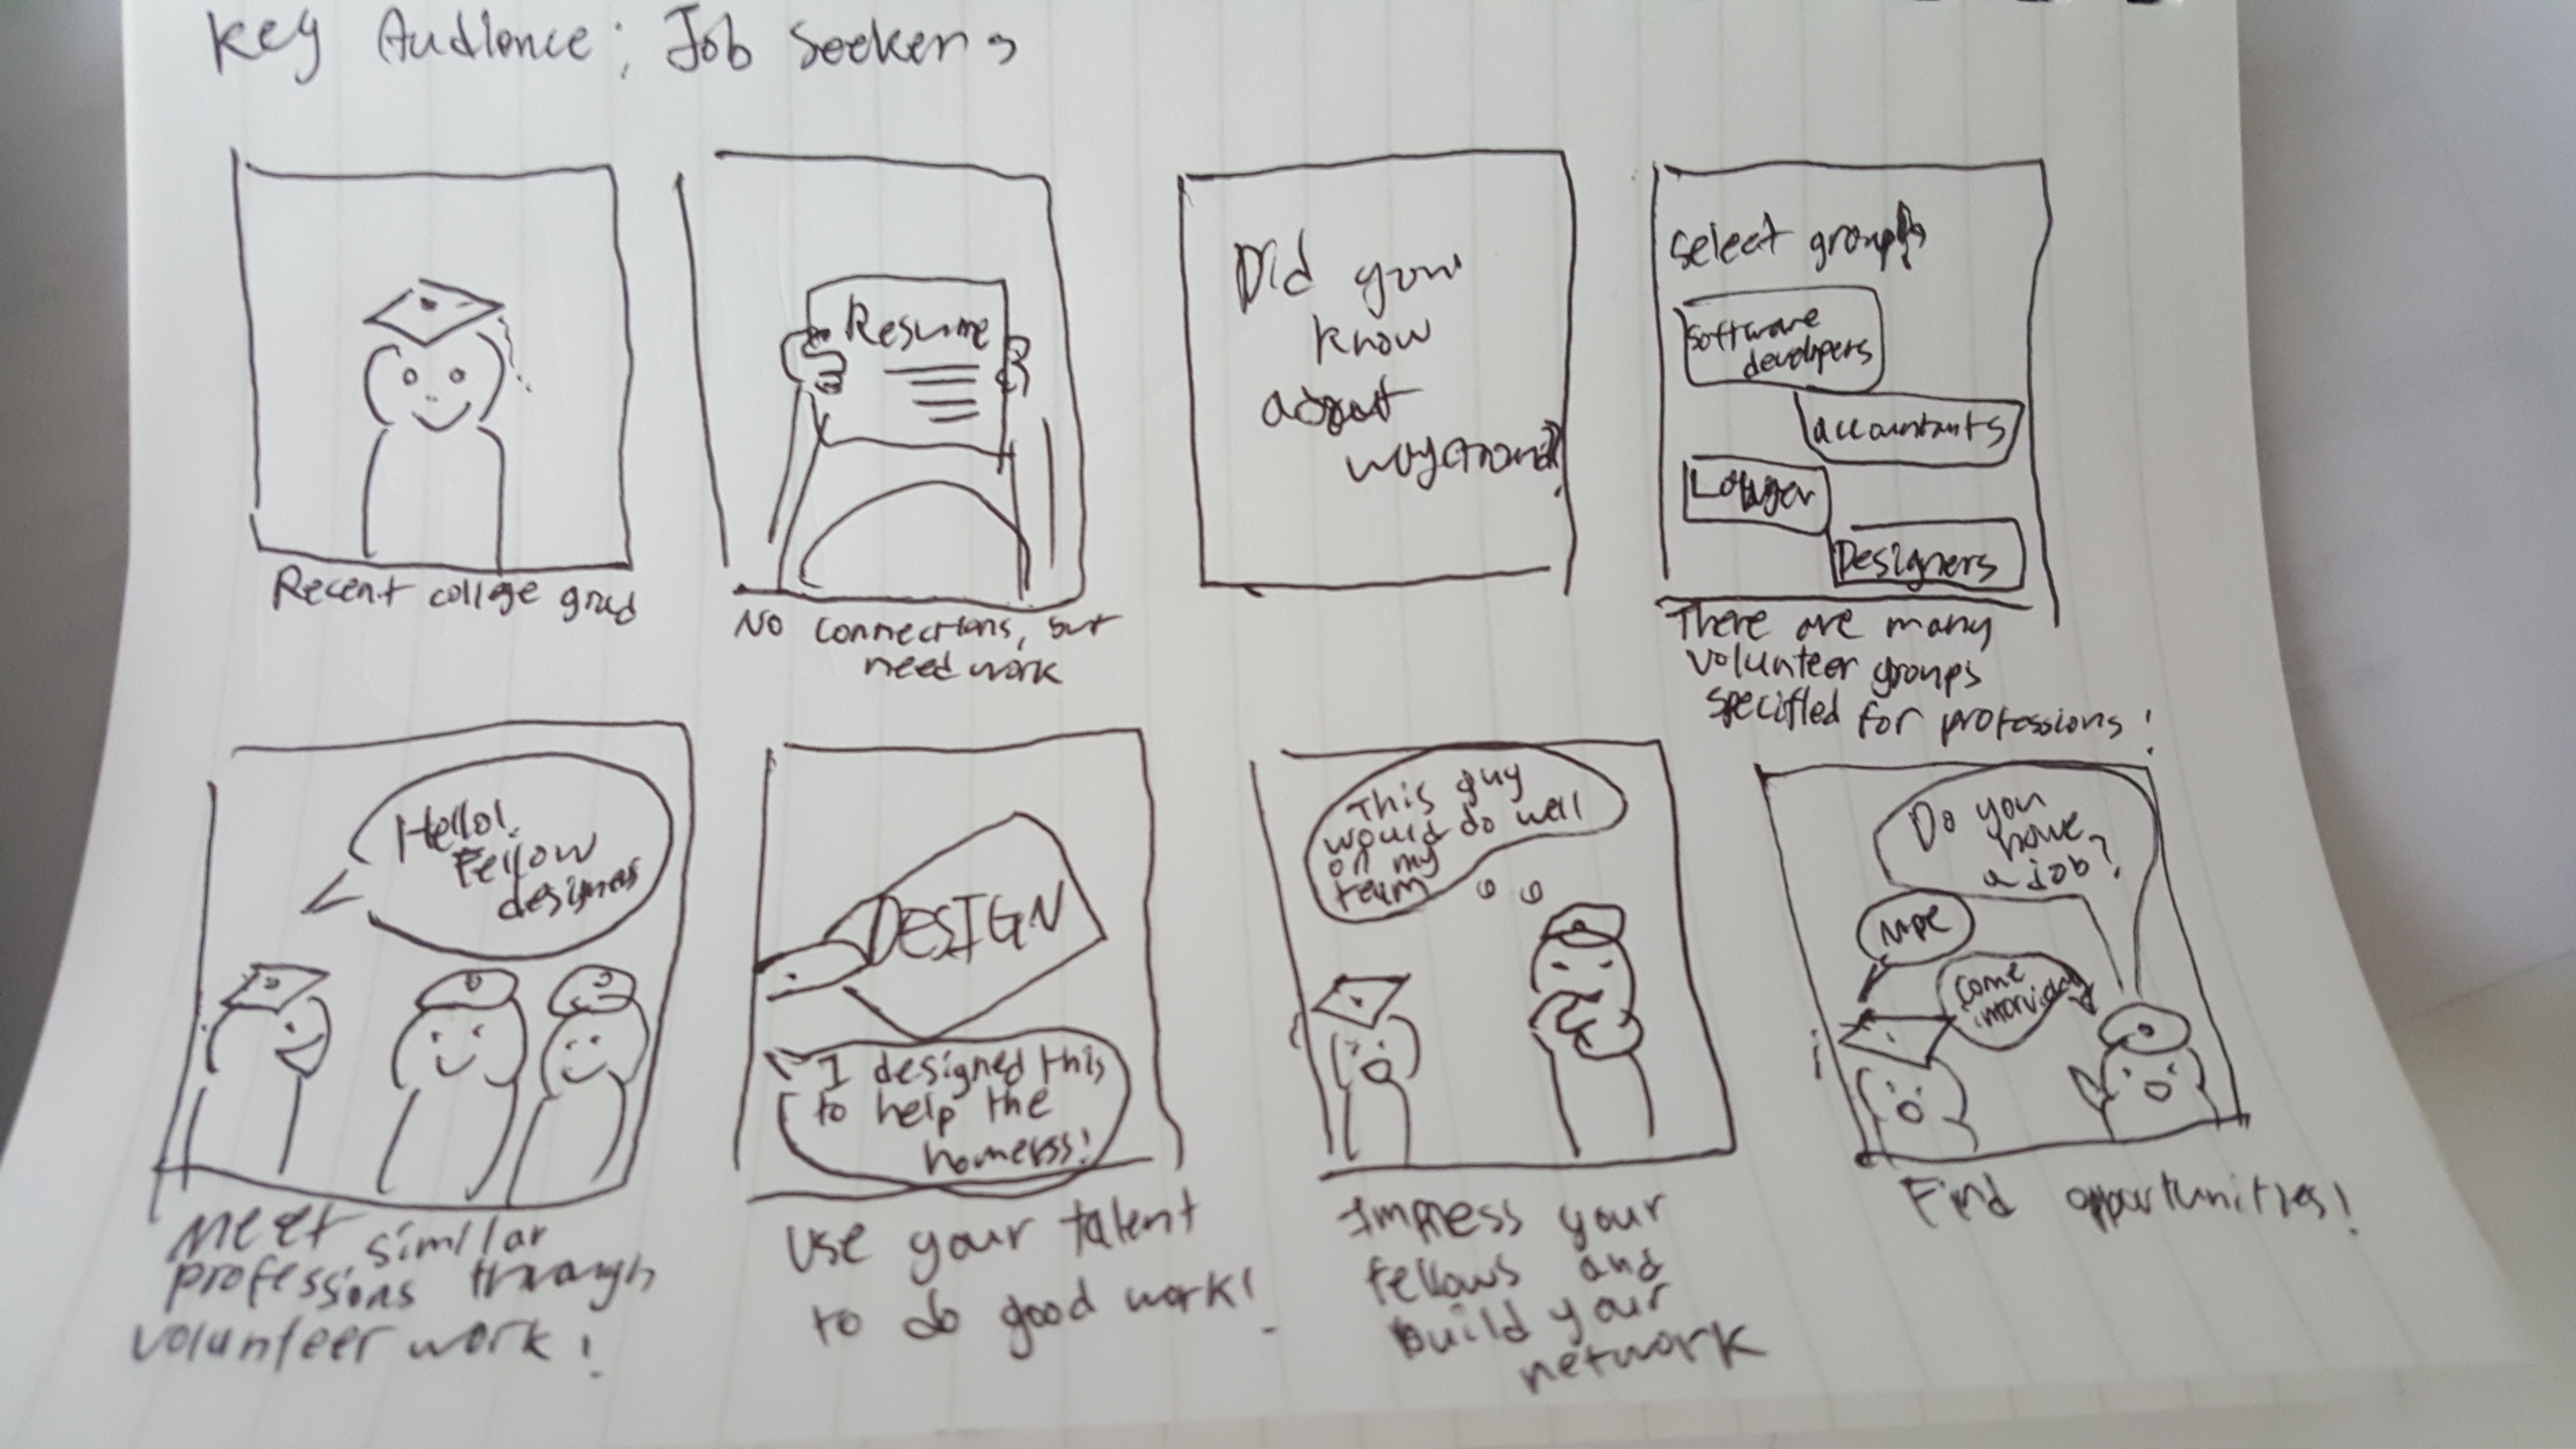 Key Audience: Job Seekers
Recent college grad
Resume
No connections, but
need work
Did you
know
about
select groups
Software
developers
accountants
Designers
There are many
volunteer groups
specified for professions!
Hello!
Fellow
designer
Meet similar
professions through
volunteer work!
DESIGN
I designed this
to help the
homeless!
Use your talent
to do good work!
This guy
would do well
on my
team
Impress your
fellows and
build your
network
Do you
have
a job?
nope
come
Find opportunities!